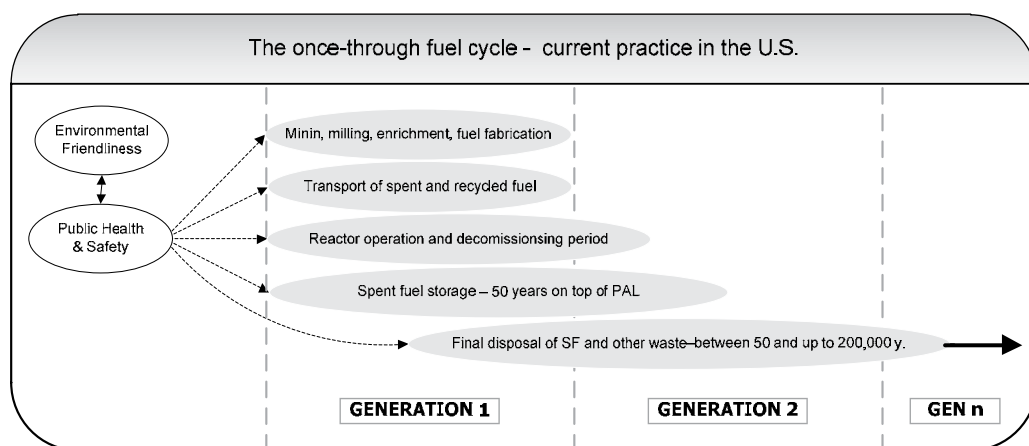 The once-through fuel cycle - current practice in the U.S.
Environmental
Friendliness
Public Health
& Safety
Minin, milling, enrichment, fuel fabrication
Transport of spent and recycled fuel
Reactor operation and decomissionsing period
Spent fuel storage – 50 years on top of PAL
Final disposal of SF and other waste–between 50 and up to 200,000 y.
GENERATION 1
GENERATION 2
GEN n